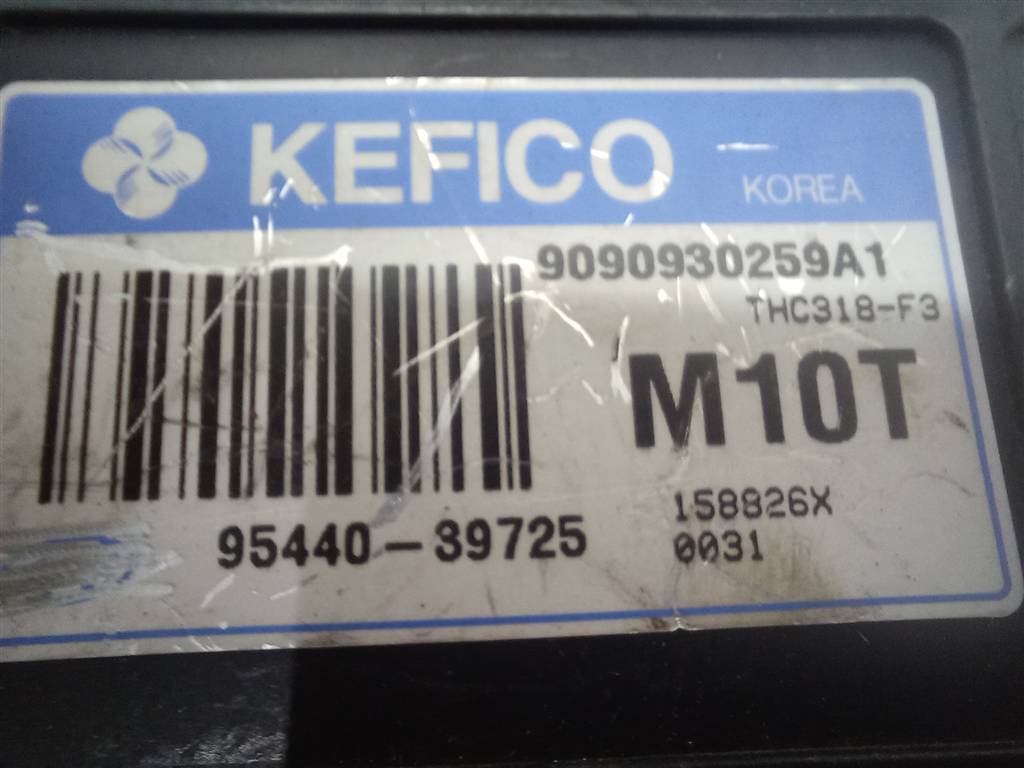 KEFICO KOREA
9090930259A1
THC318-F3
M10T
95440-39725
158826X
0031